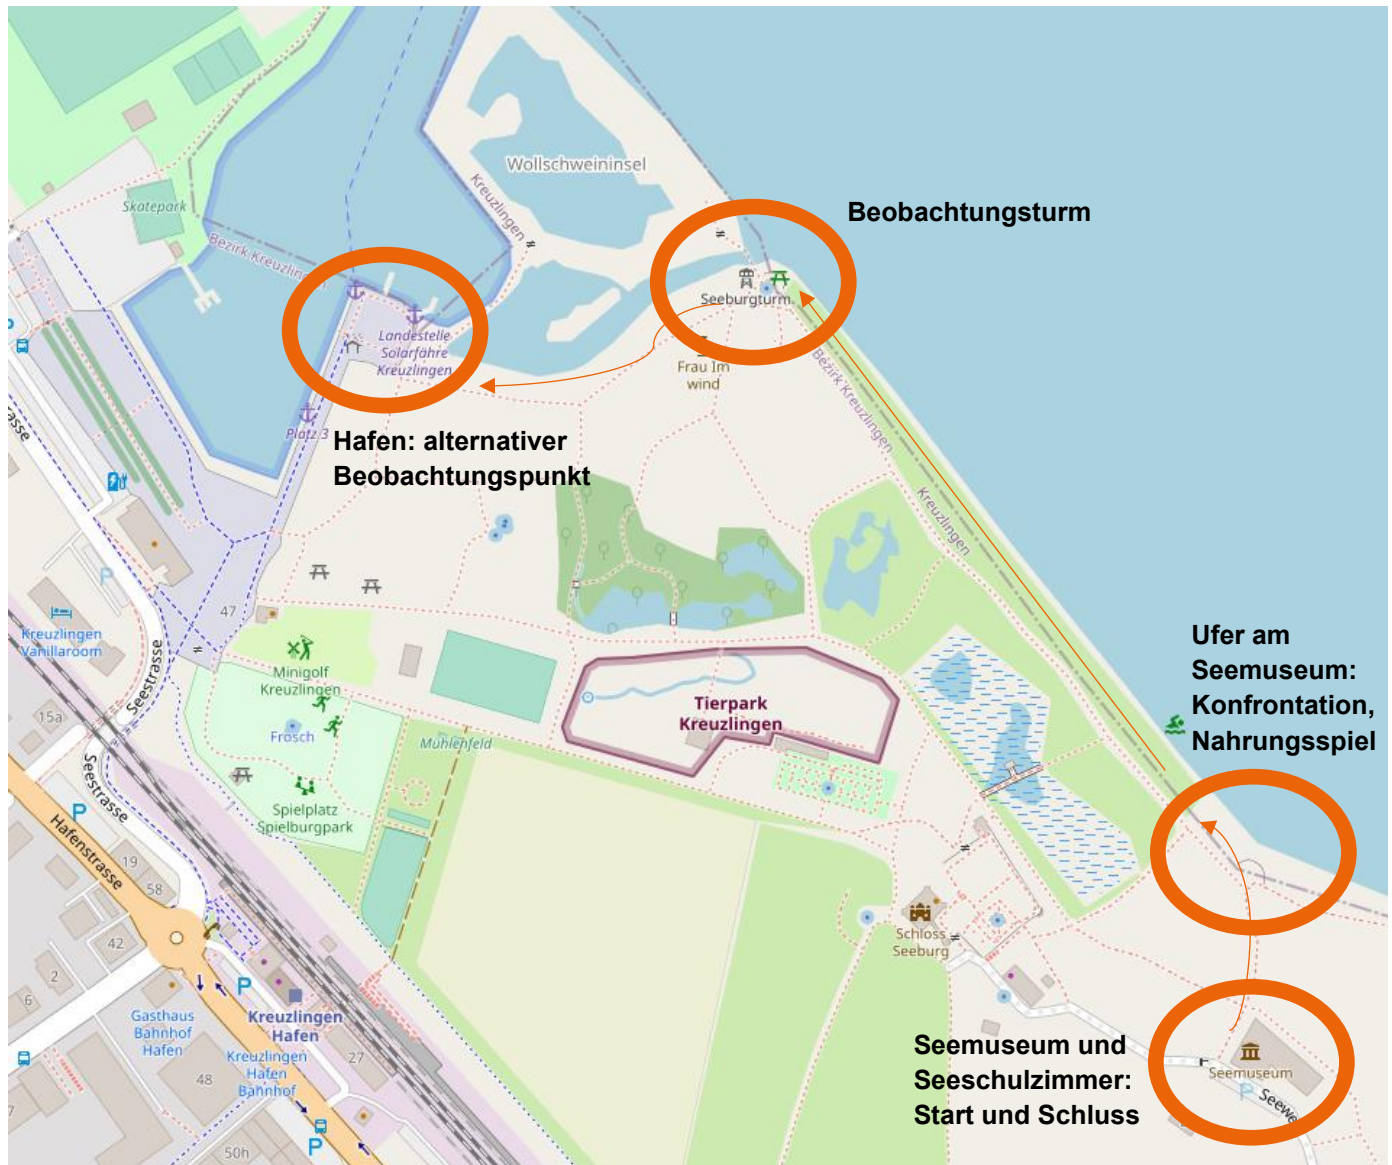 Wollschweininsel
Skatepark
Kreuzlingen
Bezirk Kreuzlingen
Beobachtungsturm
Seeburgturm
Landestelle
Solarfähre
Kreuzlingen
Frau Im
wind
Bezirk Kreuzlingen
Platz 3
Hafen: alternativer
Beobachtungspunkt
Kreuzlingen
P
47
Kreuzlingen
Vanillaroom
Seestrasse
Minigolf
Kreuzlingen
Tierpark
Kreuzlingen
Ufer am
Seemuseum:
Konfrontation,
Nahrungsspiel
15a
Frosch
Mühlenfeld
Seestrasse
Spielplatz
Spielburgpark
P
Hafenstrasse
19
58
42
2
6
Schloss
Seeburg
P
Gasthaus
Bahnhof
Hafen
Kreuzlingen
Hafen
Kreuzlingen
Hafen
Bahnhof
27
48
50h
P
Seemuseum und
Seeschulzimmer:
Start und Schluss
Seemuseum
P
Seewe